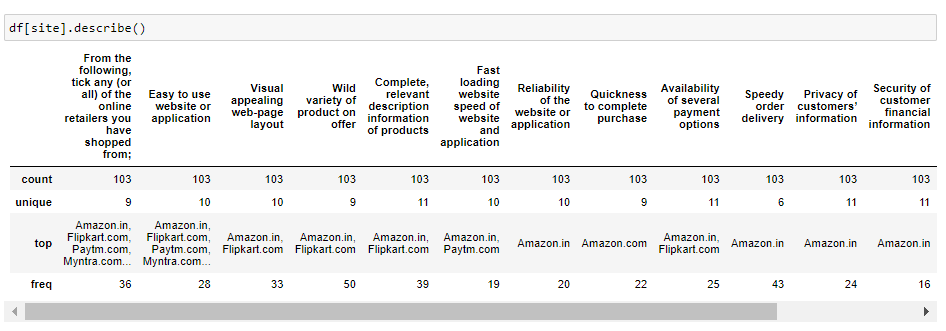 df[site].describe()
From the following, tick any (or all) of the online retailers you have shopped from; Easy to use website or application Visual appealing web-page layout Wild variety of product on offer Complete, relevant description information of products Fast loading website speed of website and application Reliability of the website or application Quickness to complete purchase Availability of several payment options Speedy order delivery Privacy of customers’ information Security of customer financial information
count 103 103 103 103 103 103 103 103 103 103 103 103
unique 9 10 10 9 11 10 10 9 11 6 11 11
top Amazon.in, Flipkart.com, Paytm.com, Myntra.com... Amazon.in, Flipkart.com, Paytm.com, Myntra.com... Amazon.in, Flipkart.com Amazon.in, Flipkart.com Amazon.in, Flipkart.com Amazon.in, Paytm.com Amazon.in Amazon.com Amazon.in, Flipkart.com Amazon.in Amazon.in Amazon.in
freq 36 28 33 50 39 19 20 22 25 43 24 16